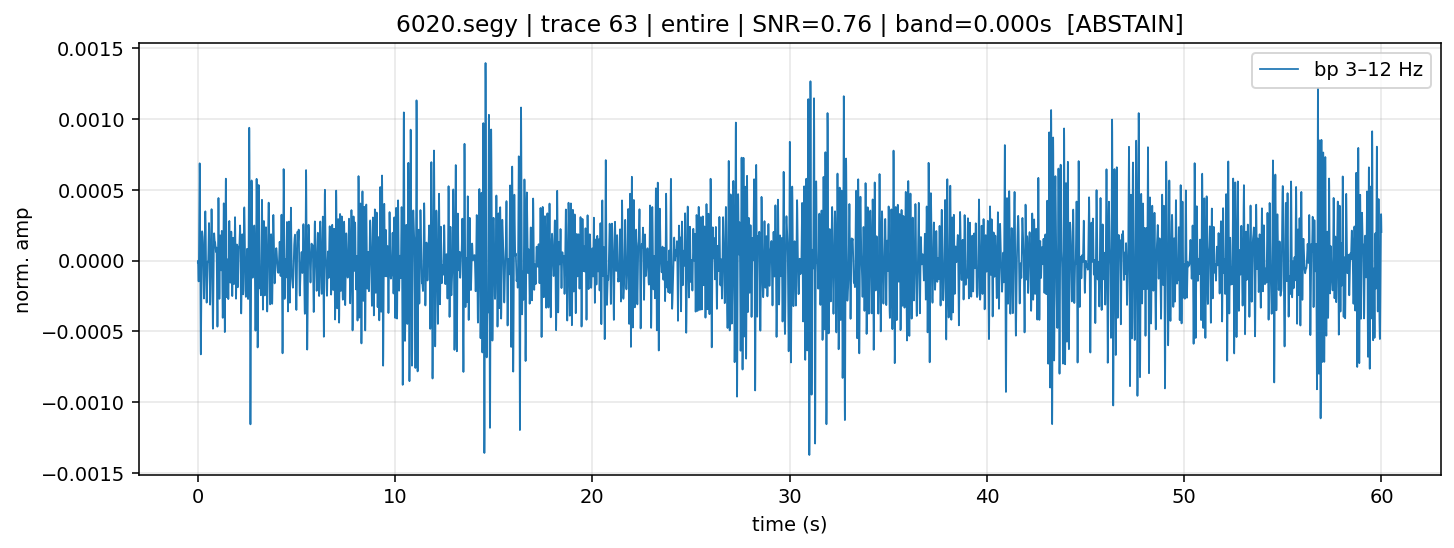 6020.segy | trace 63 | entire | SNR=0.76 | band=0.000s [ABSTAIN]
bp 3–12 Hz
0.0015
0.0010
0.0005
0.0000
−0.0005
−0.0010
−0.0015
norm. amp
0 10 20 30 40 50 60
time (s)